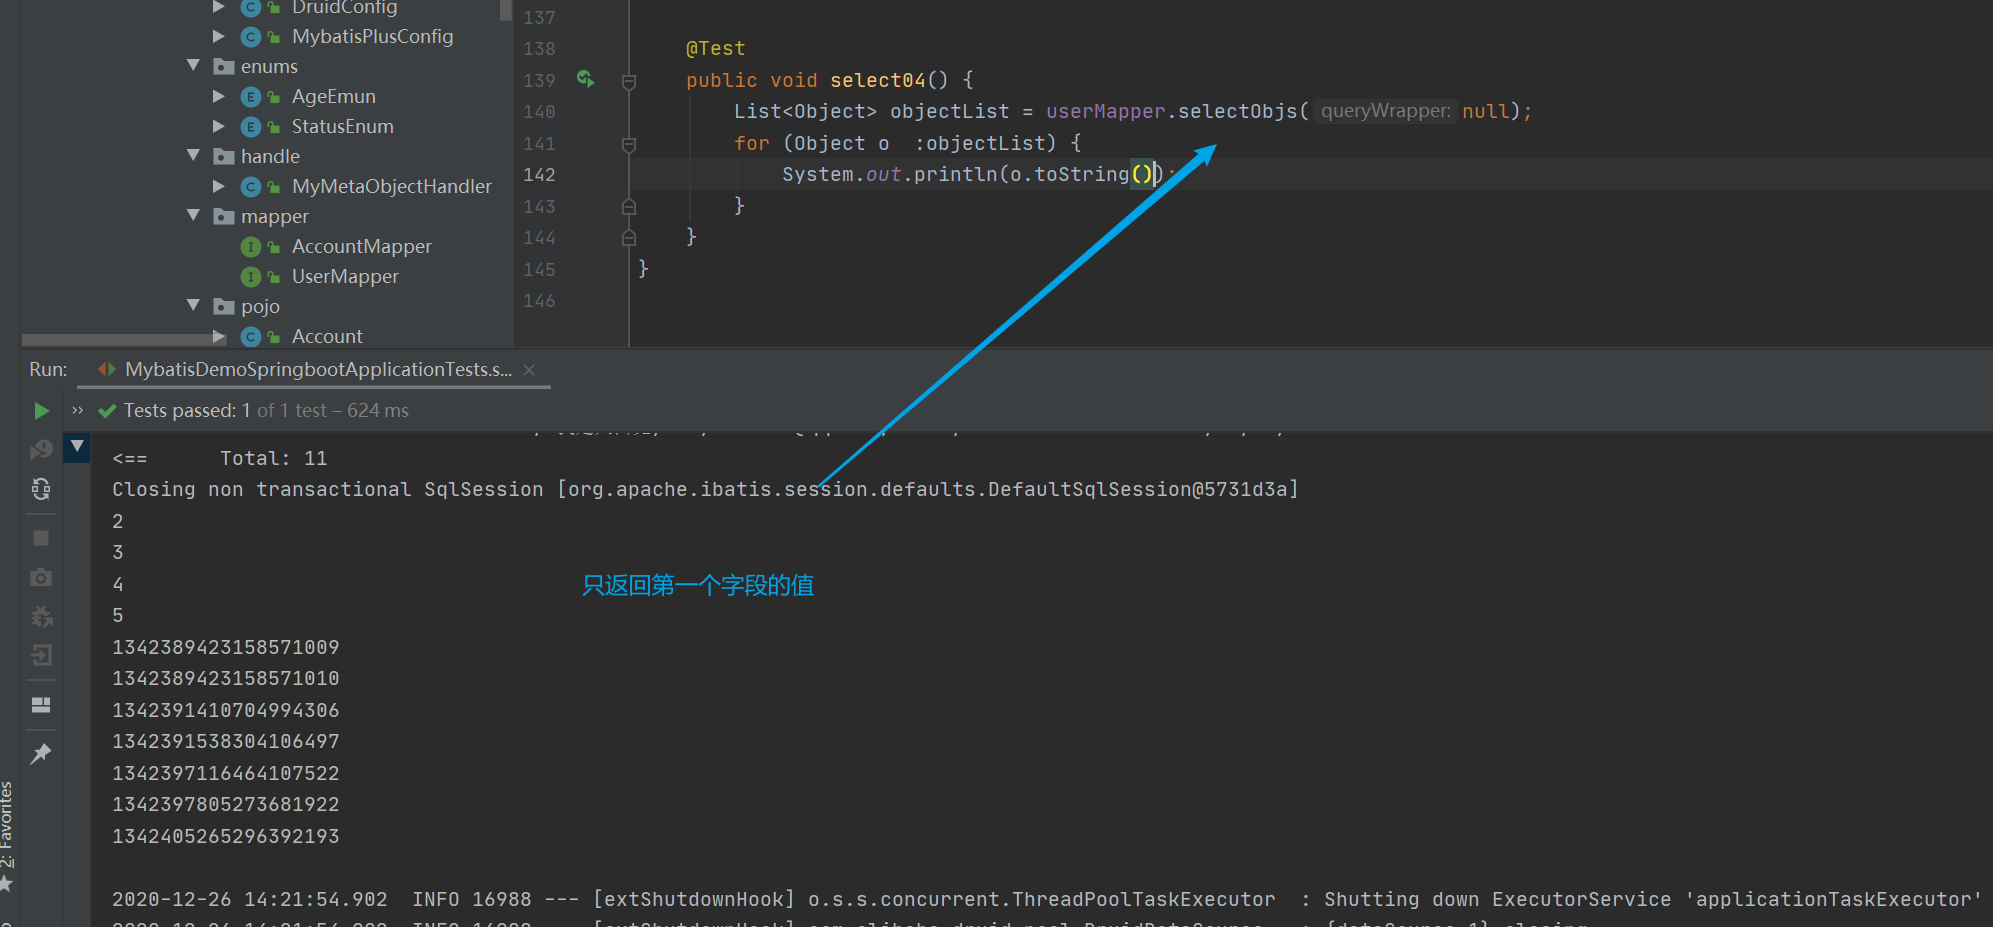 DruidConfig
MybatisPlusConfig
enums
AgeEmun
StatusEnum
handle
MyMetaObjectHandler
mapper
AccountMapper
UserMapper
pojo
Account
137
138 @Test
139 public void select04() {
140 List<Object> objectList = userMapper.selectObjs( queryWrapper: null);
141 for (Object o  :objectList) {
142 System.out.println(o.toString());
143 }
144 }
145 }
146
Run: MybatisDemoSpringbootApplicationTests.s...
Tests passed: 1 of 1 test – 624 ms
<==      Total: 11
Closing non transactional SqlSession [org.apache.ibatis.session.defaults.DefaultSqlSession@5731d3a]
2
3
4
只返回第一个字段的值
5
1342389423158571009
1342389423158571010
1342391410704994306
1342391538304106497
1342397116464107522
1342397805273681922
1342405265296392193
2020-12-26 14:21:54.902  INFO 16988 --- [extShutdownHook] o.s.s.concurrent.ThreadPoolTaskExecutor  : Shutting down ExecutorService 'applicationTaskExecutor'
2: Favorites